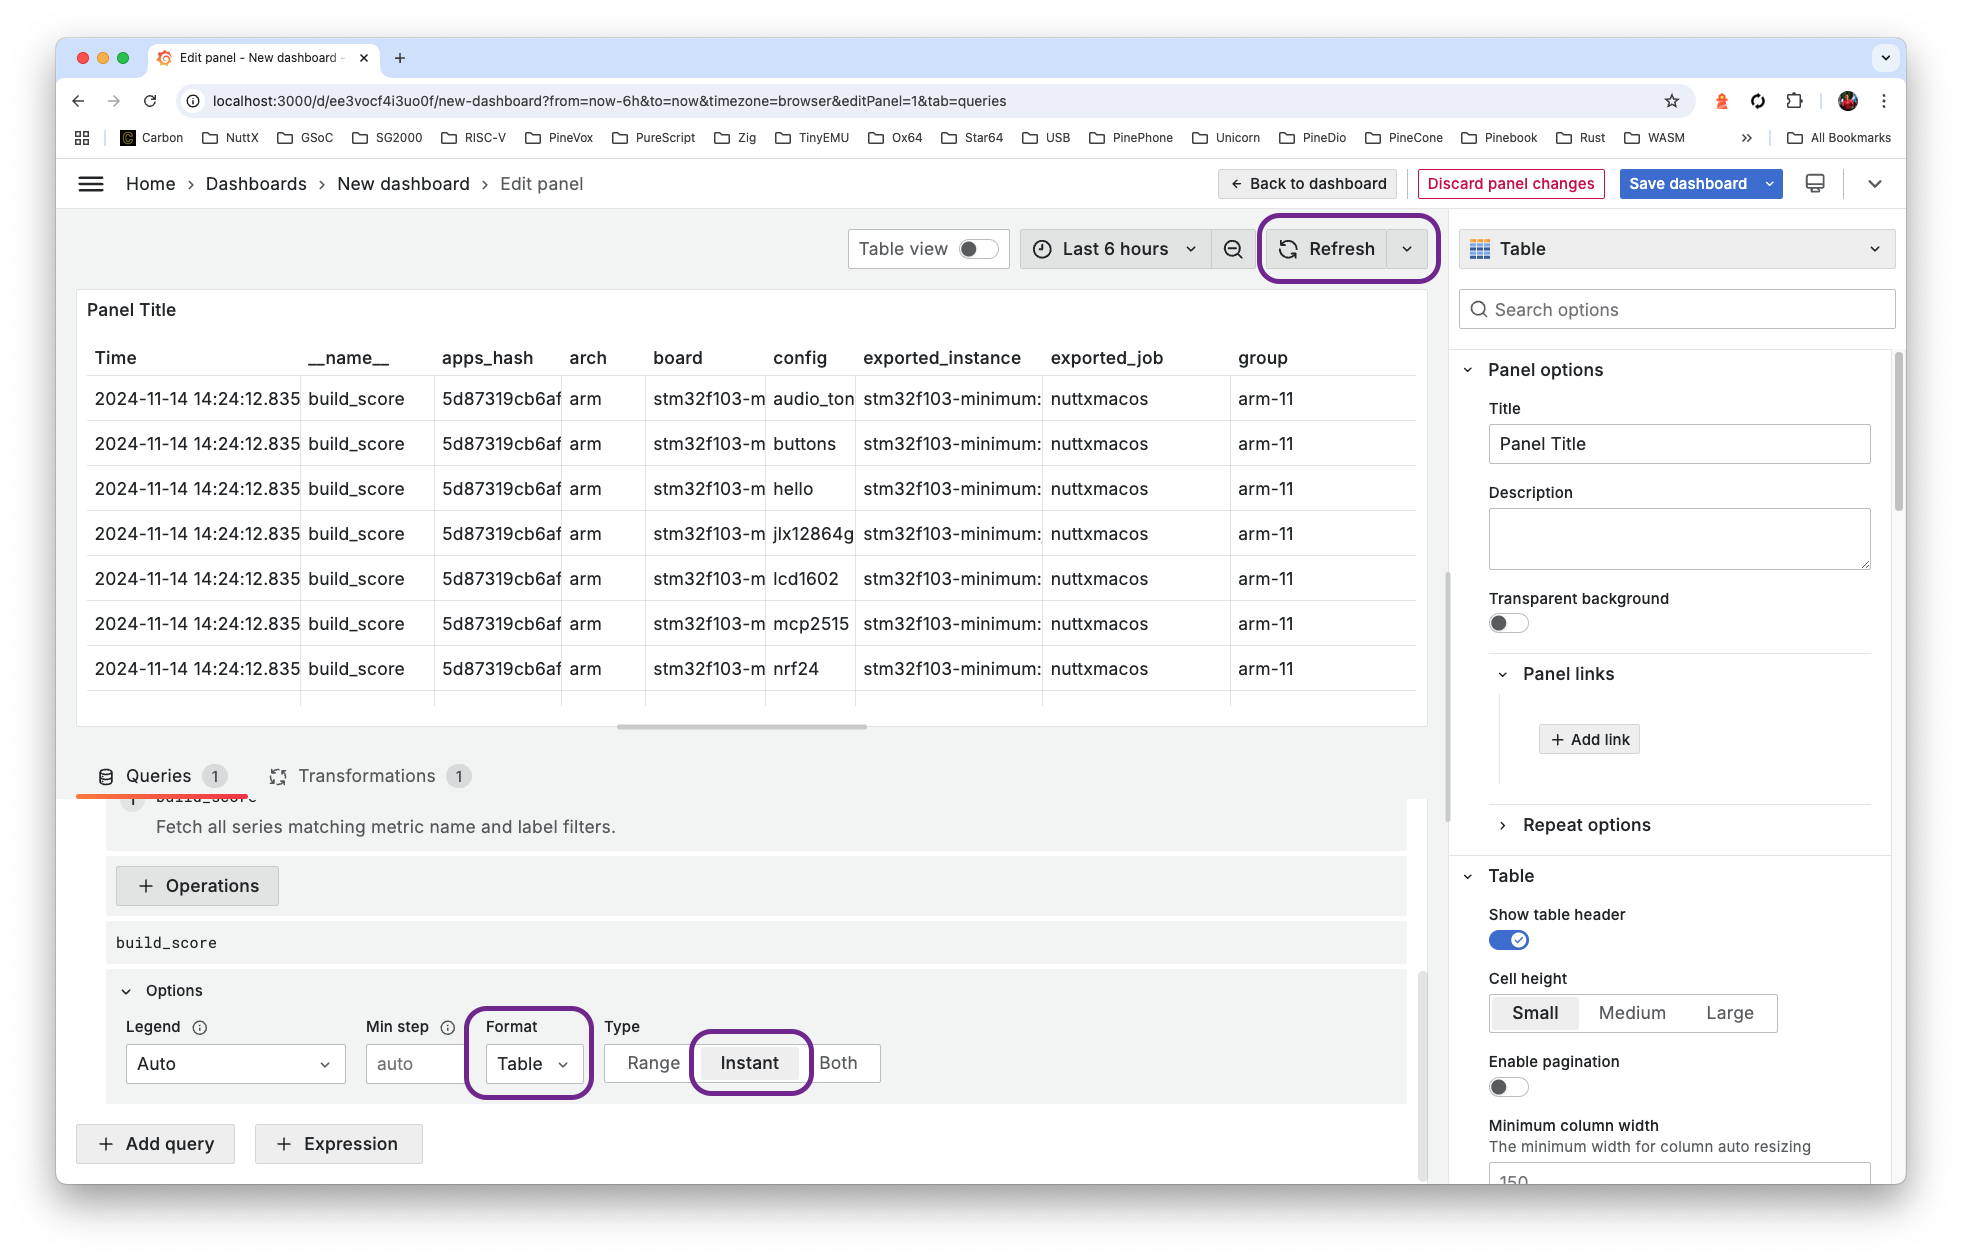 Edit panel - New dashboard -
localhost:3000/d/ee3vocf4i3uo0f/new-dashboard?from=now-6h&to=now&timezone=browser&editPanel=1&tab=queries
Carbon NuttX GSoC SG2000 RISC-V PineVox PureScript Zig TinyEMU Ox64 Star64 USB PinePhone Unicorn PineDio PineCone Pinebook Rust WASM » All Bookmarks
Home › Dashboards › New dashboard › Edit panel
Back to dashboard Discard panel changes Save dashboard
Table view Last 6 hours Refresh
Panel Title
Time __name__ apps_hash arch board config exported_instance exported_job group
2024-11-14 14:24:12.835 build_score 5d87319cb6af arm stm32f103-m audio_ton stm32f103-minimum: nuttxmacos arm-11
2024-11-14 14:24:12.835 build_score 5d87319cb6af arm stm32f103-m buttons stm32f103-minimum: nuttxmacos arm-11
2024-11-14 14:24:12.835 build_score 5d87319cb6af arm stm32f103-m hello stm32f103-minimum: nuttxmacos arm-11
2024-11-14 14:24:12.835 build_score 5d87319cb6af arm stm32f103-m jlx12864g stm32f103-minimum: nuttxmacos arm-11
2024-11-14 14:24:12.835 build_score 5d87319cb6af arm stm32f103-m lcd1602 stm32f103-minimum: nuttxmacos arm-11
2024-11-14 14:24:12.835 build_score 5d87319cb6af arm stm32f103-m mcp2515 stm32f103-minimum: nuttxmacos arm-11
2024-11-14 14:24:12.835 build_score 5d87319cb6af arm stm32f103-m nrf24 stm32f103-minimum: nuttxmacos arm-11
Queries 1 Transformations 1
build_score
Fetch all series matching metric name and label filters.
+ Operations
build_score
Options
Legend Min step Format Type
Auto auto Table Range Instant Both
+ Add query + Expression
Table
Search options
Panel options
Title
Panel Title
Description
Transparent background
Panel links
+ Add link
Repeat options
Table
Show table header
Cell height
Small Medium Large
Enable pagination
Minimum column width
The minimum width for column auto resizing
150